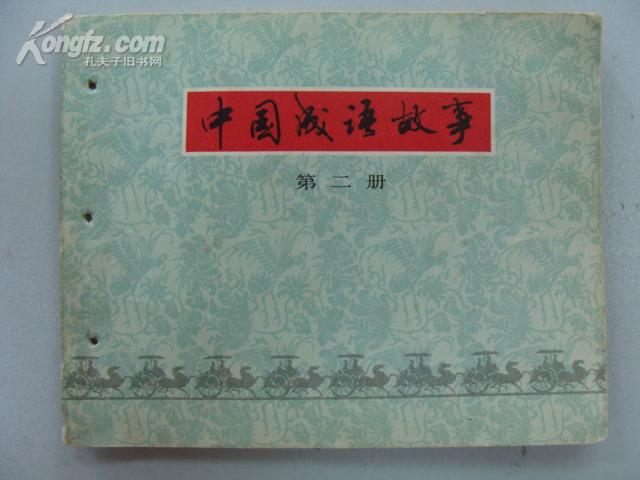 Kongfz.com
孔夫子旧书网
中国成语故事
第二册